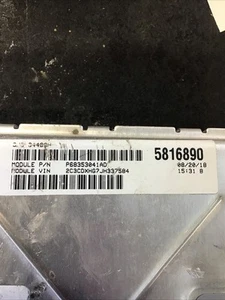 MODULE P/N P68353041AD
MODULE VIN 2C3CDXHG7JH337584
5816890
08/20/18
15:31 B